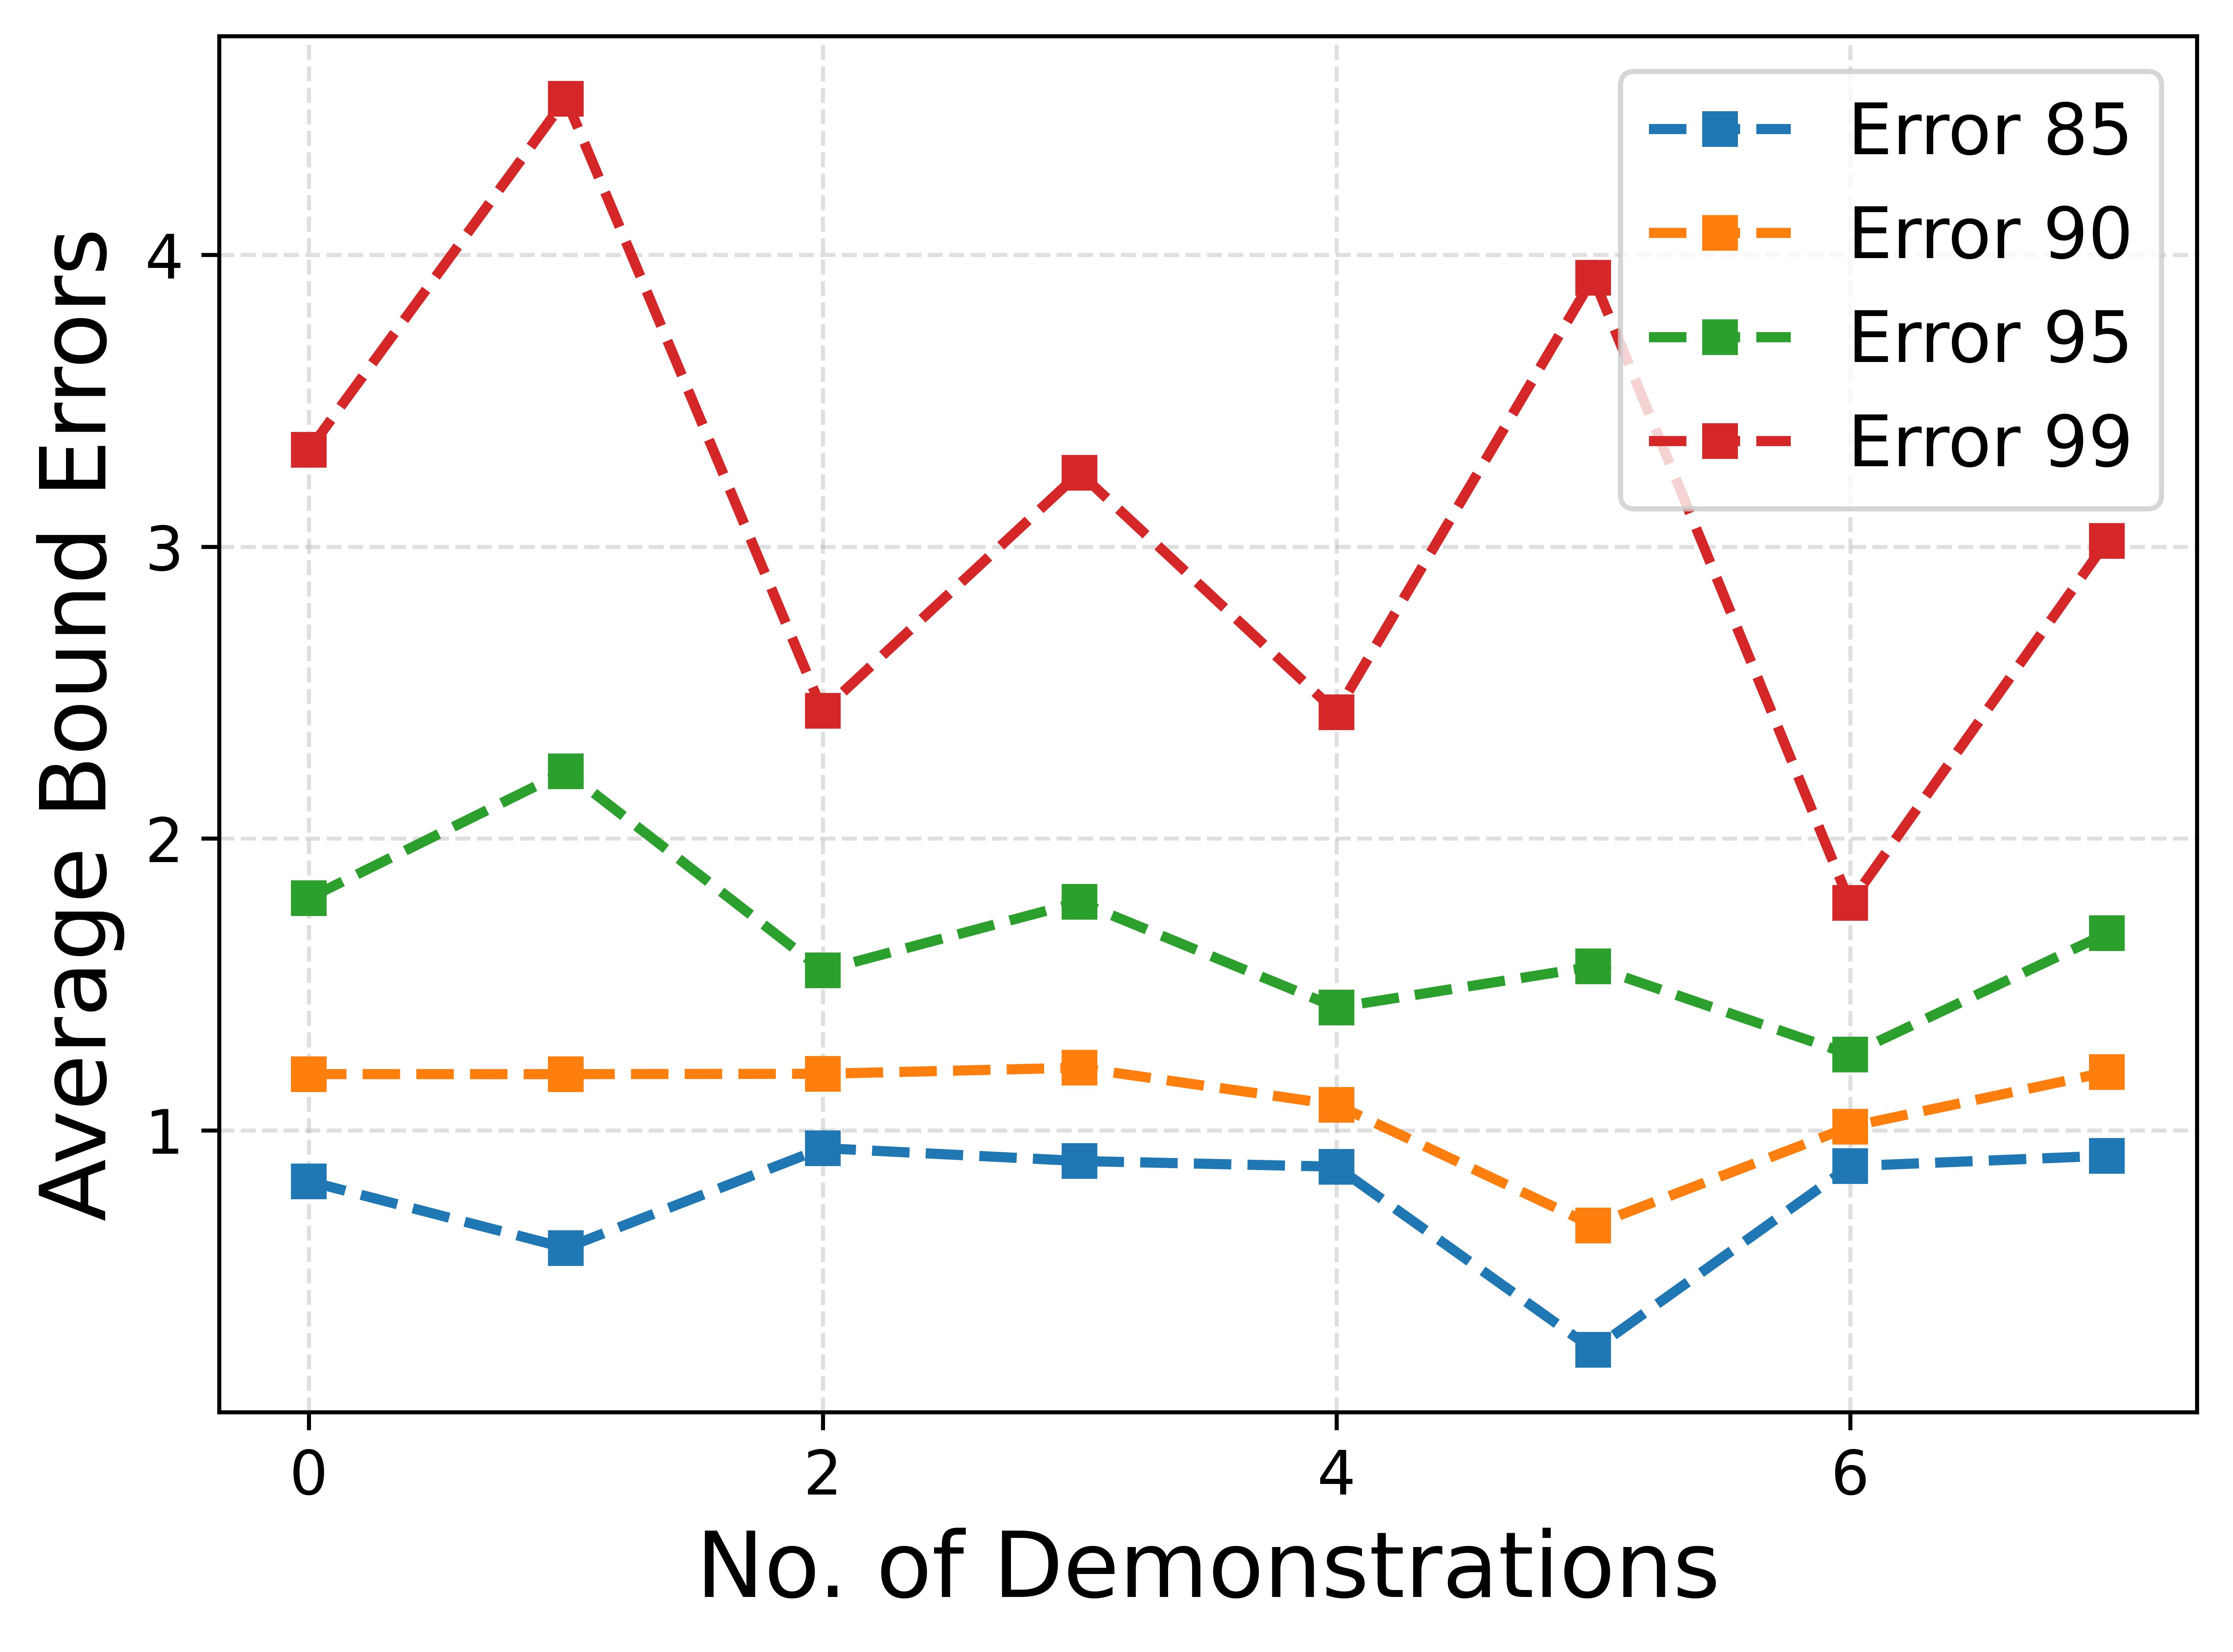 Average Bound Errors
4
3
2
1
0 2 4 6
No. of Demonstrations
Error 85
Error 90
Error 95
Error 99